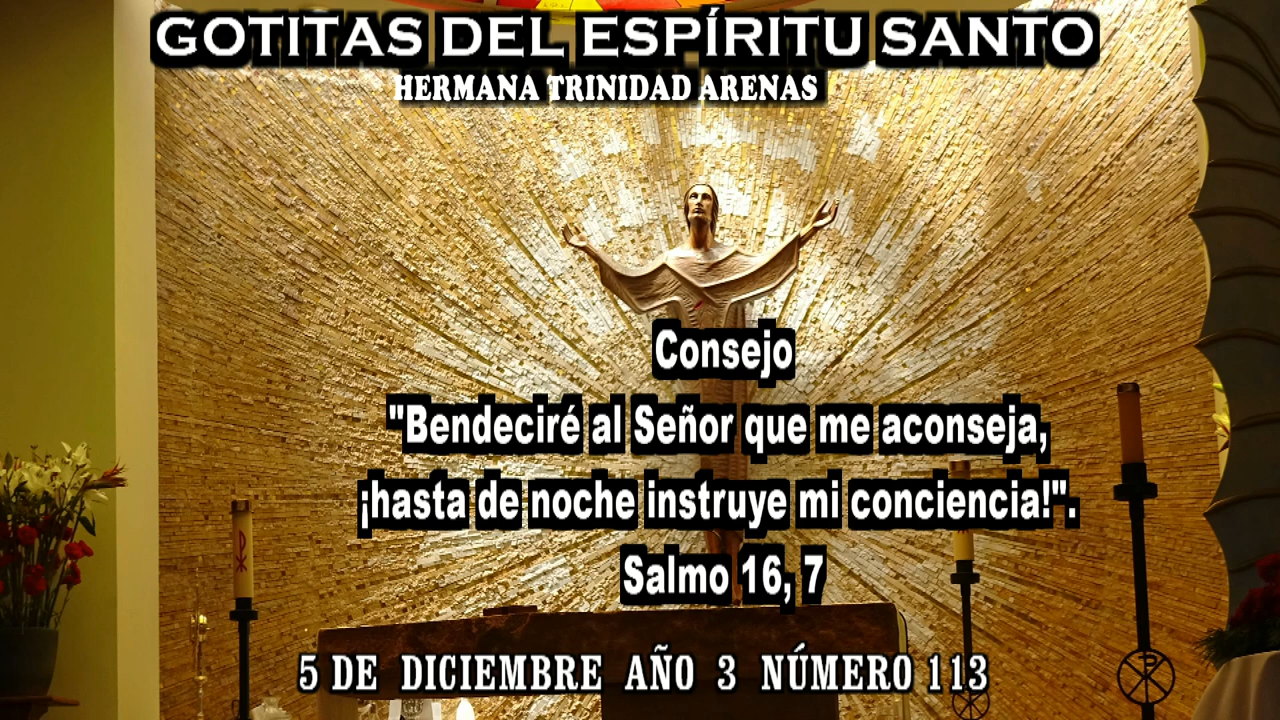 GOTITAS DEL ESPÍRITU SANTO
HERMANA TRINIDAD ARENAS
Consejo
"Bendeciré al Señor que me aconseja,
¡hasta de noche instruye mi conciencia!".
Salmo 16, 7
5 DE DICIEMBRE AÑO 3 NÚMERO 113